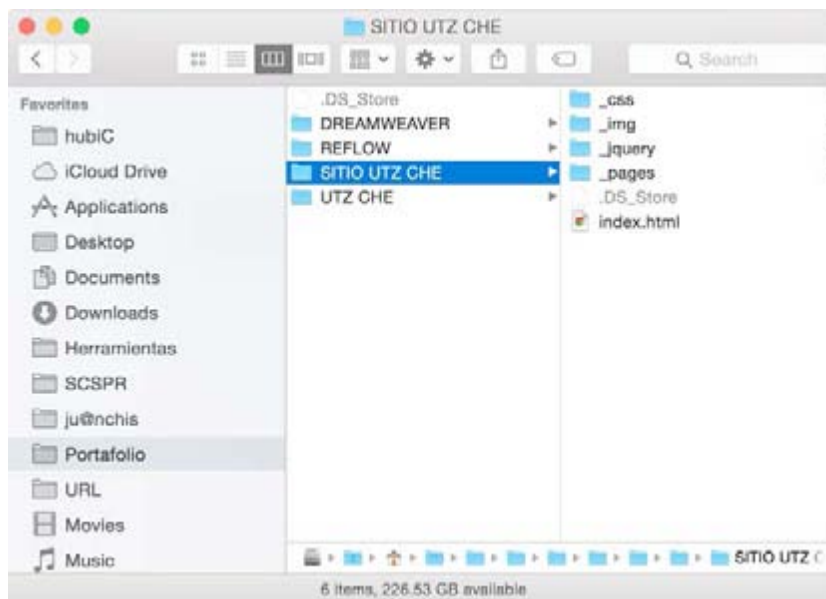 SITIO UTZ CHE
Search
Favorites
hubiC
iCloud Drive
Applications
Desktop
Documents
Downloads
Herramientas
SCSPR
ju@nchis
Portafolio
URL
Movies
Music
.DS_Store
DREAMWEAVER
REFLOW
SITIO UTZ CHE
UTZ CHE
_css
_img
_jquery
_pages
.DS_Store
index.html
SITIO UTZ C
6 items, 226.53 GB available